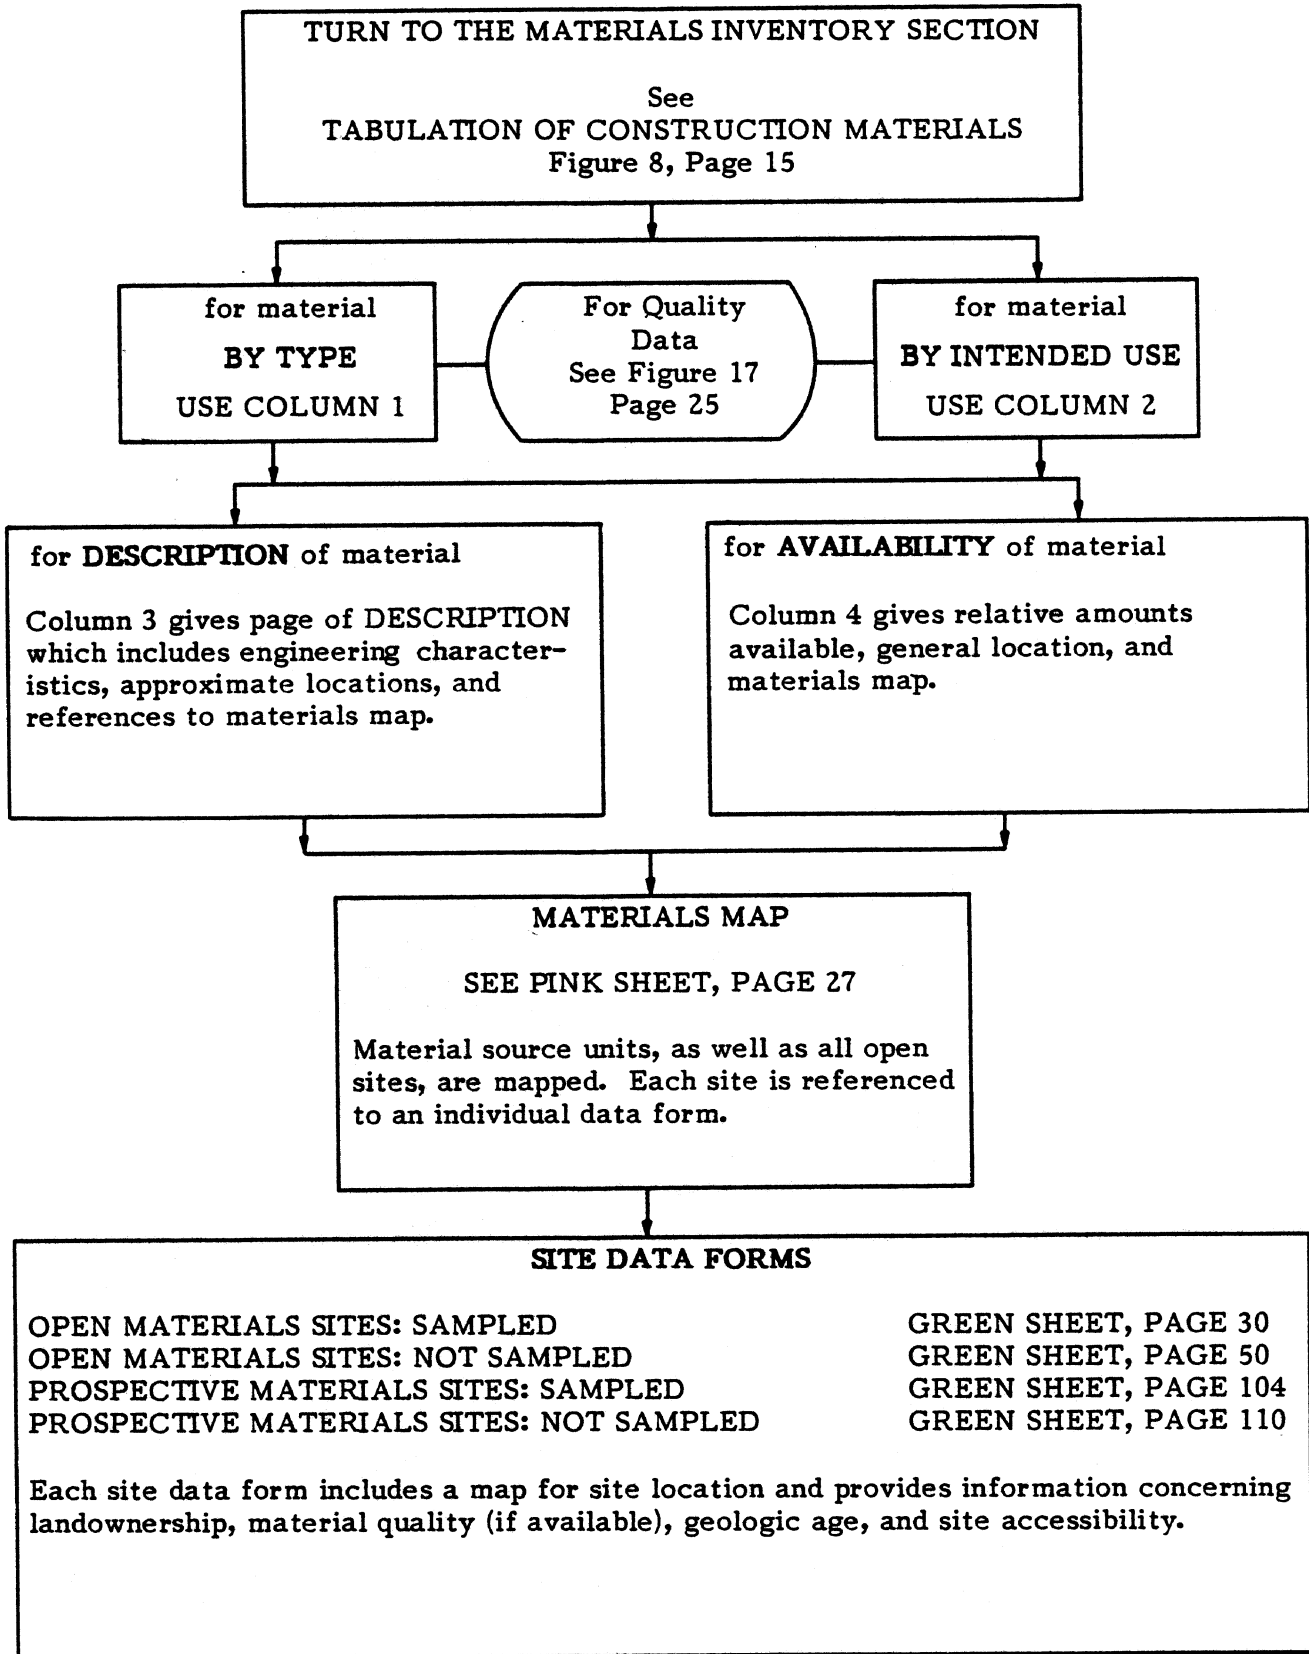 TURN TO THE MATERIALS INVENTORY SECTION
See
TABULATION OF CONSTRUCTION MATERIALS
Figure 8, Page 15
for material
BY TYPE
USE COLUMN 1
For Quality
Data
See Figure 17
Page 25
for material
BY INTENDED USE
USE COLUMN 2
for DESCRIPTION of material
Column 3 gives page of DESCRIPTION
which includes engineering character-
istics, approximate locations, and
references to materials map.
for AVAILABILITY of material
Column 4 gives relative amounts
available, general location, and
materials map.
MATERIALS MAP
SEE PINK SHEET, PAGE 27
Material source units, as well as all open
sites, are mapped. Each site is referenced
to an individual data form.
SITE DATA FORMS
OPEN MATERIALS SITES: SAMPLED GREEN SHEET, PAGE 30
OPEN MATERIALS SITES: NOT SAMPLED GREEN SHEET, PAGE 50
PROSPECTIVE MATERIALS SITES: SAMPLED GREEN SHEET, PAGE 104
PROSPECTIVE MATERIALS SITES: NOT SAMPLED GREEN SHEET, PAGE 110
Each site data form includes a map for site location and provides information concerning
landownership, material quality (if available), geologic age, and site accessibility.